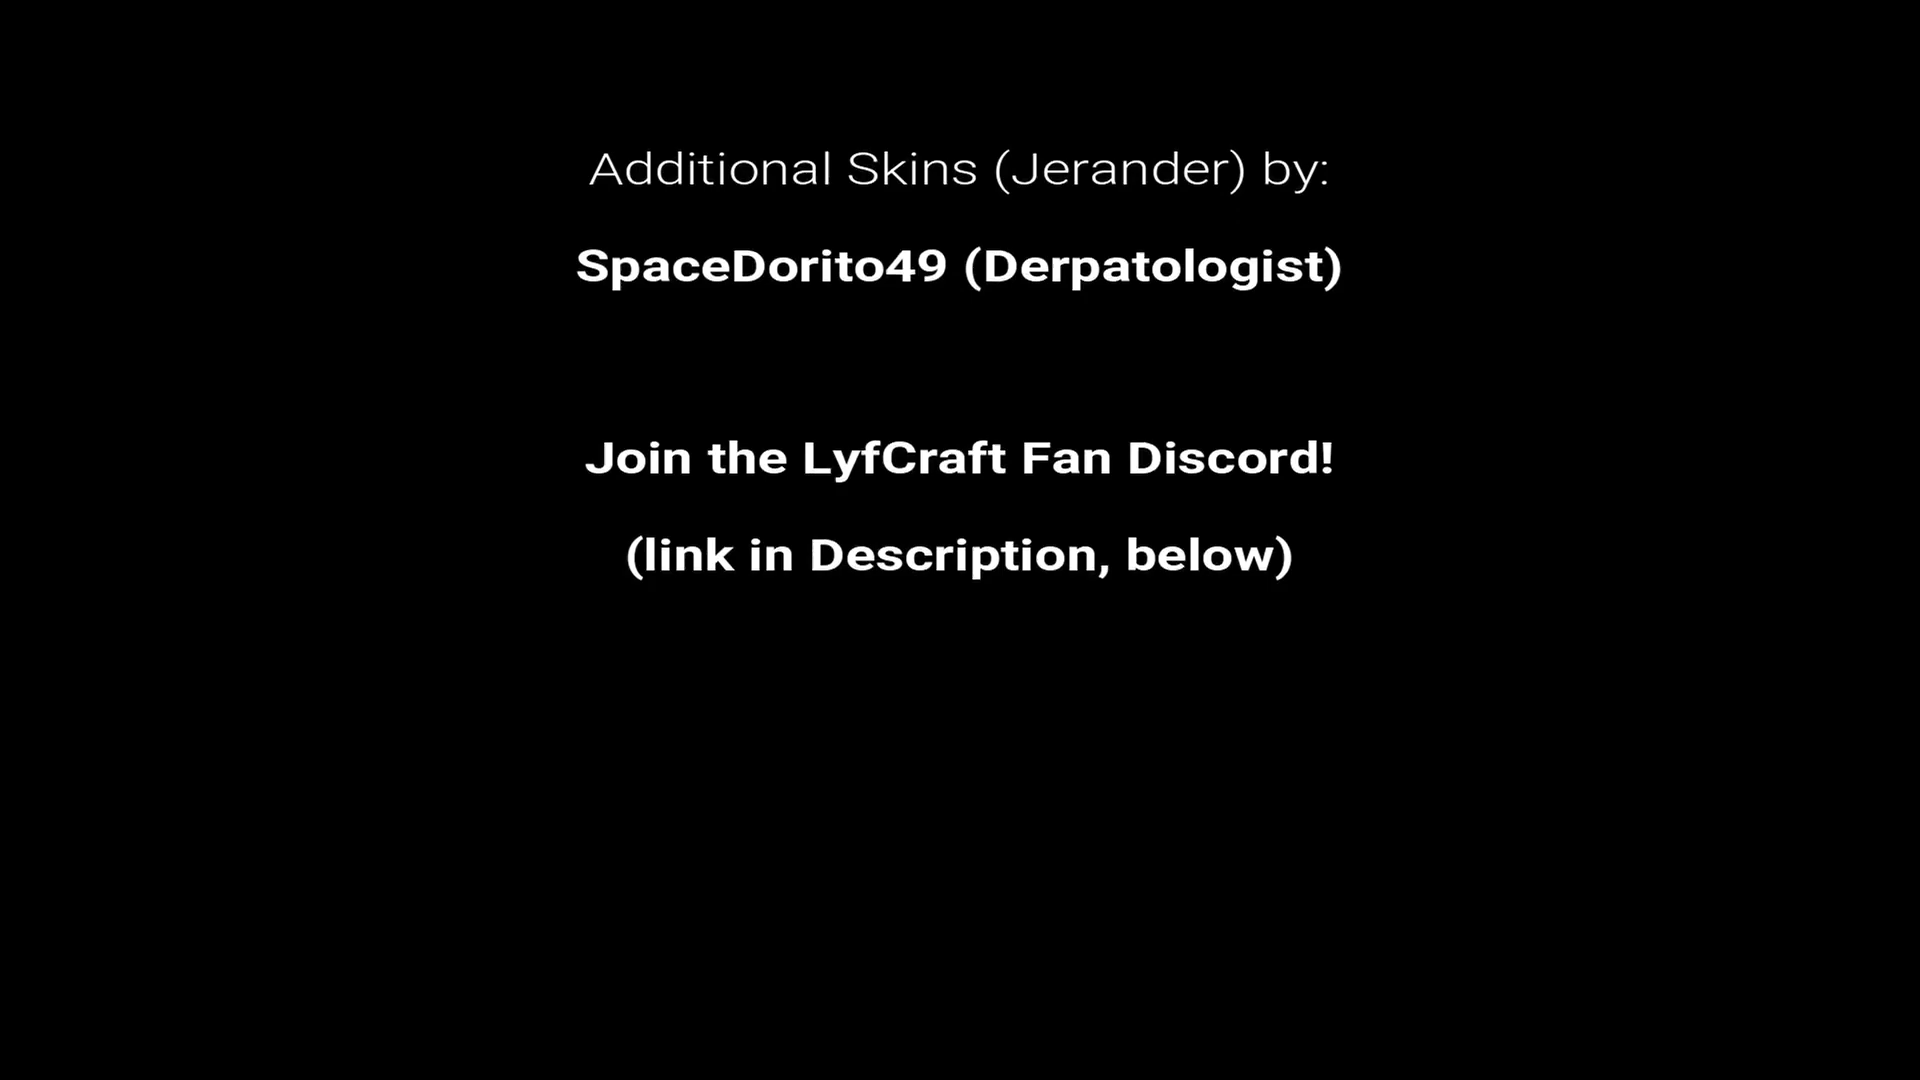 Additional Skins (Jerander) by:
SpaceDorito49 (Derpatologist)
Join the LyfCraft Fan Discord!
(link in Description, below)